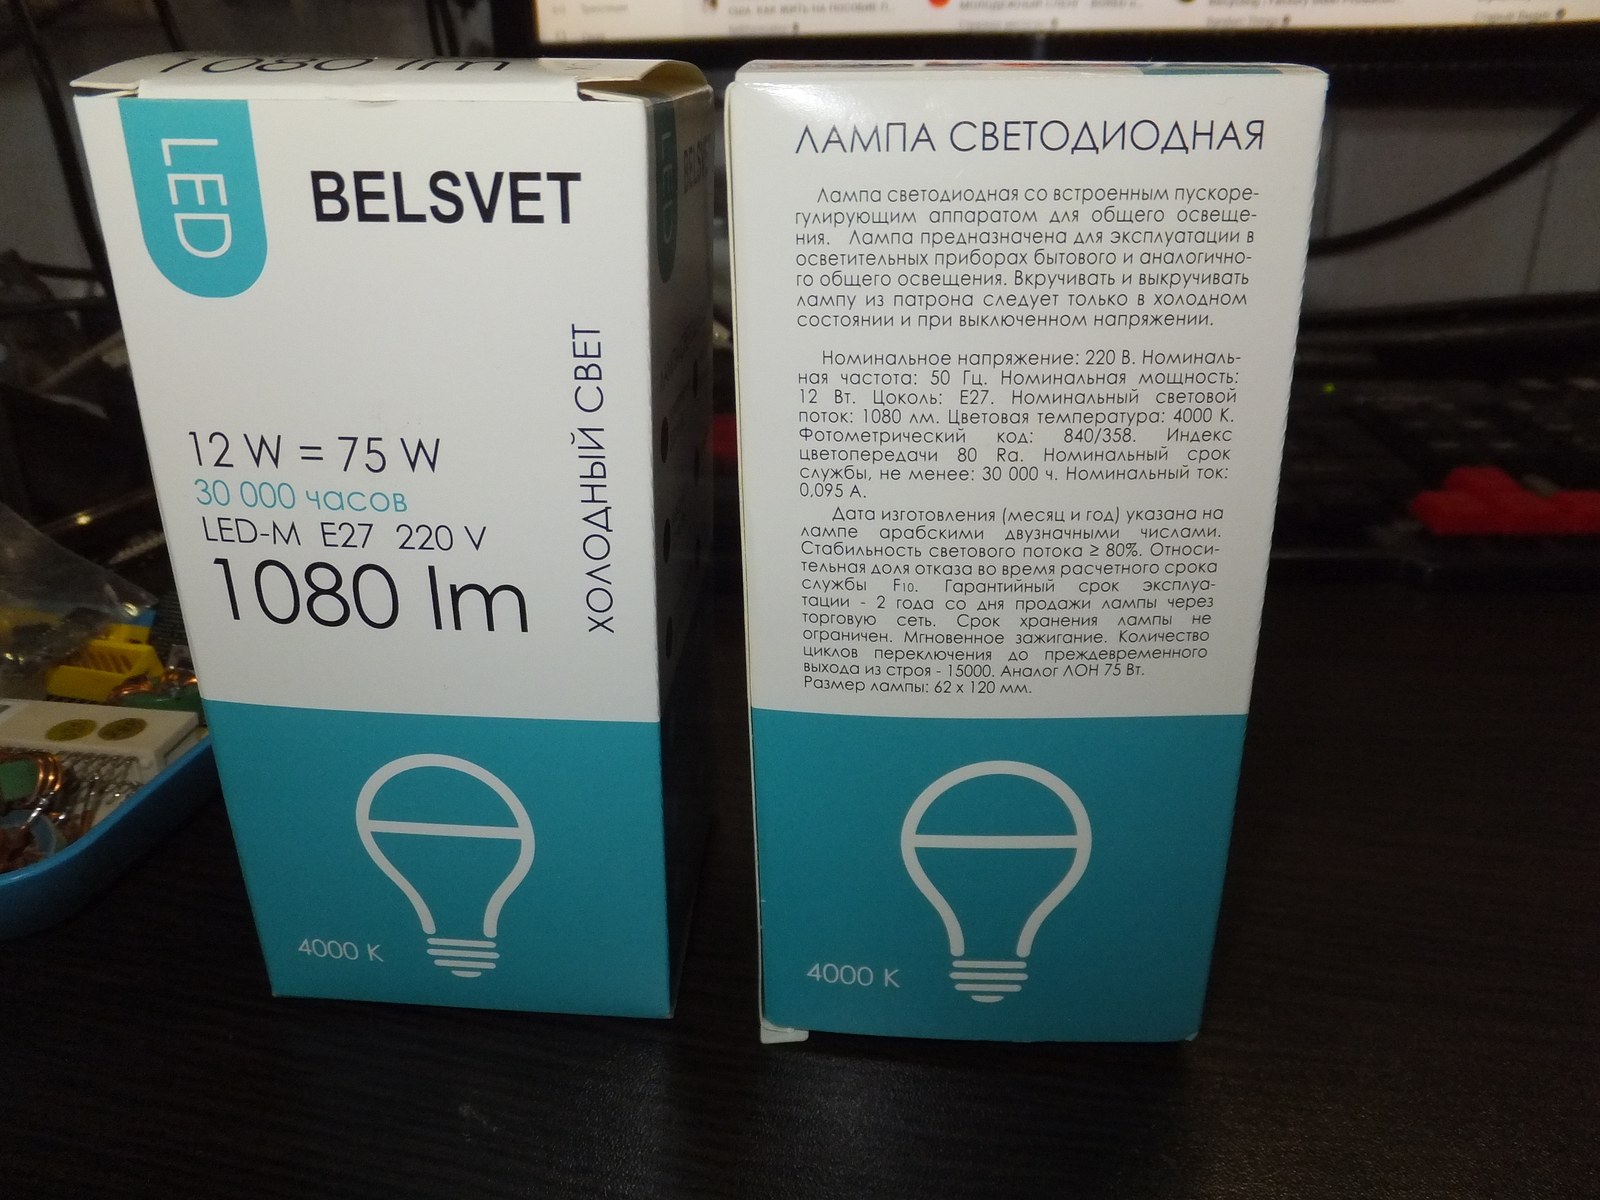 1080 lm
LED
BELSVET
ХОЛОДНЫЙ СВЕТ
12 W = 75 W
30 000 часов
LED-M E27 220 V
1080 lm
4000 K
ЛАМПА СВЕТОДИОДНАЯ
Лампа светодиодная со встроенным пускоре-
гулирующим аппаратом для общего освеще-
ния. Лампа предназначена для эксплуатации в
осветительных приборах бытового и аналогично-
го общего освещения. Вкручивать и выкручивать
лампу из патрона следует только в холодном
состоянии и при выключенном напряжении.
Номинальное напряжение: 220 В. Номиналь-
ная частота: 50 Гц. Номинальная мощность:
12 Вт. Цоколь: E27. Номинальный световой
поток: 1080 лм. Цветовая температура: 4000 К.
Фотометрический код: 840/358. Индекс
цветопередачи 80 Ra. Номинальный срок
службы, не менее: 30 000 ч. Номинальный ток:
0,095 А.
Дата изготовления (месяц и год) указана на
лампе арабскими двузначными числами.
Стабильность светового потока ≥ 80%. Относи-
тельная доля отказа во время расчетного срока
службы F10. Гарантийный срок эксплуа-
тации - 2 года со дня продажи лампы через
торговую сеть. Срок хранения лампы не
ограничен. Мгновенное зажигание. Количество
циклов переключения до преждевременного
выхода из строя - 15000. Аналог ЛОН 75 Вт.
Размер лампы: 62 х 120 мм.
4000 K